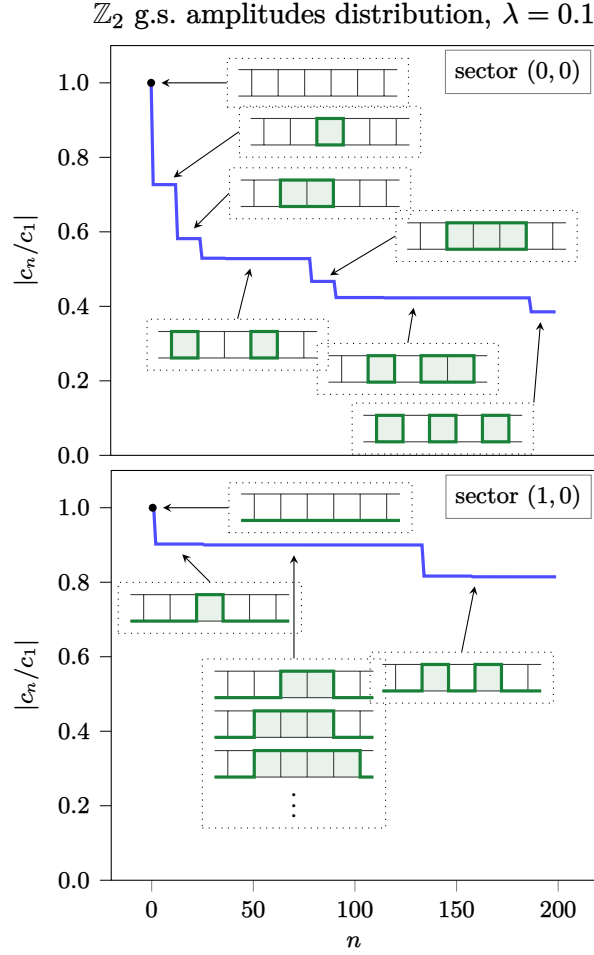 ℤ₂ g.s. amplitudes distribution, λ = 0.1
sector (0, 0)
1.0
0.8
0.6
0.4
0.2
0.0
|cₙ/c₁|
sector (1, 0)
1.0
0.8
0.6
0.4
0.2
0.0
|cₙ/c₁|
0
50
100
150
200
n